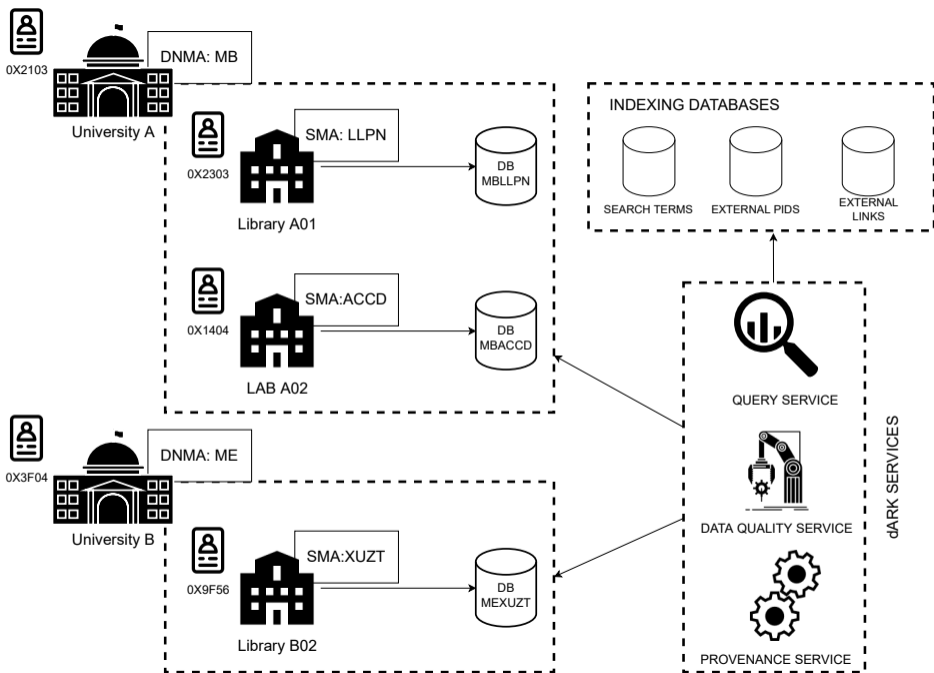 0X2103
DNMA: MB
University A
0X2303
SMA: LLPN
Library A01
DB
MBLLPN
0X1404
SMA:ACCD
LAB A02
DB
MBACCD
0X3F04
DNMA: ME
University B
0X9F56
SMA:XUZT
Library B02
DB
MEXUZT
INDEXING DATABASES
SEARCH TERMS
EXTERNAL PIDS
EXTERNAL
LINKS
QUERY SERVICE
DATA QUALITY SERVICE
PROVENANCE SERVICE
dARK SERVICES